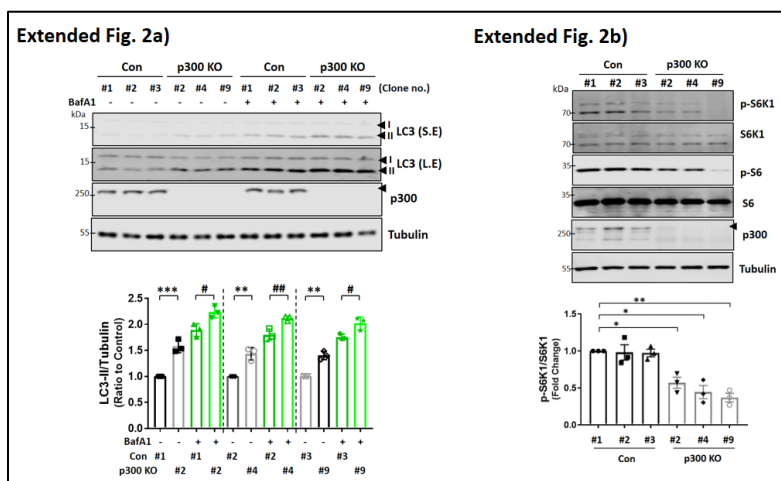 Extended Fig. 2a)
Con p300 KO Con p300 KO
#1 #2 #3 #2 #4 #9 #1 #2 #3 #2 #4 #9 (Clone no.)
BafA1 - - - - - - + + + + + +
kDa
15 I
II LC3 (S.E)
15 I
II LC3 (L.E)
250 p300
55 Tubulin
*** # ** ## ** #
LC3-II/Tubulin
(Ratio to Control)
2.5
2.0
1.5
1.0
0.5
0.0
BafA1 - - + + - - + + - - + +
Con #1 #1 #2 #2 #3 #3
p300 KO #2 #2 #4 #4 #9 #9
Extended Fig. 2b)
Con p300 KO
kDa #1 #2 #3 #2 #4 #9
70 p-S6K1
70 S6K1
35 p-S6
35 S6
250 p300
55 Tubulin
**
*
*
p-S6K1/S6K1
(Fold Change)
1.5
1.0
0.5
0.0
#1 #2 #3 #2 #4 #9
Con p300 KO